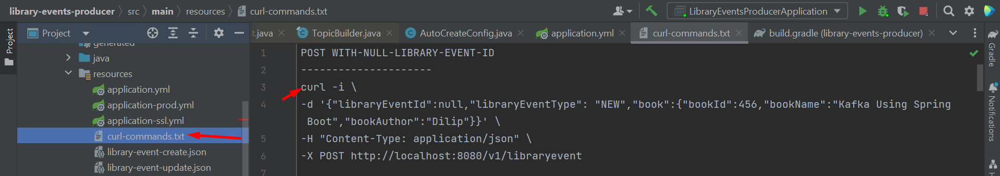 library-events-producer src main resources curl-commands.txt LibraryEventsProducerApplication 4
Project
Project t.java TopicBuilder.java AutoCreateConfig.java application.yml curl-commands.txt build.gradle (library-events-producer)
generated
java
resources
application.yml
application-prod.yml
application-ssl.yml
curl-commands.txt
library-event-create.json
library-event-update.json
1 POST WITH-NULL-LIBRARY-EVENT-ID
2 ---------------------
3 curl -i \
4 -d '{"libraryEventId":null,"libraryEventType": "NEW","book":{"bookId":456,"bookName":"Kafka Using Spring
Boot","bookAuthor":"Dilip"}}' \
5 -H "Content-Type: application/json" \
6 -X POST http://localhost:8080/v1/libraryevent
7
Gradle
Notifications